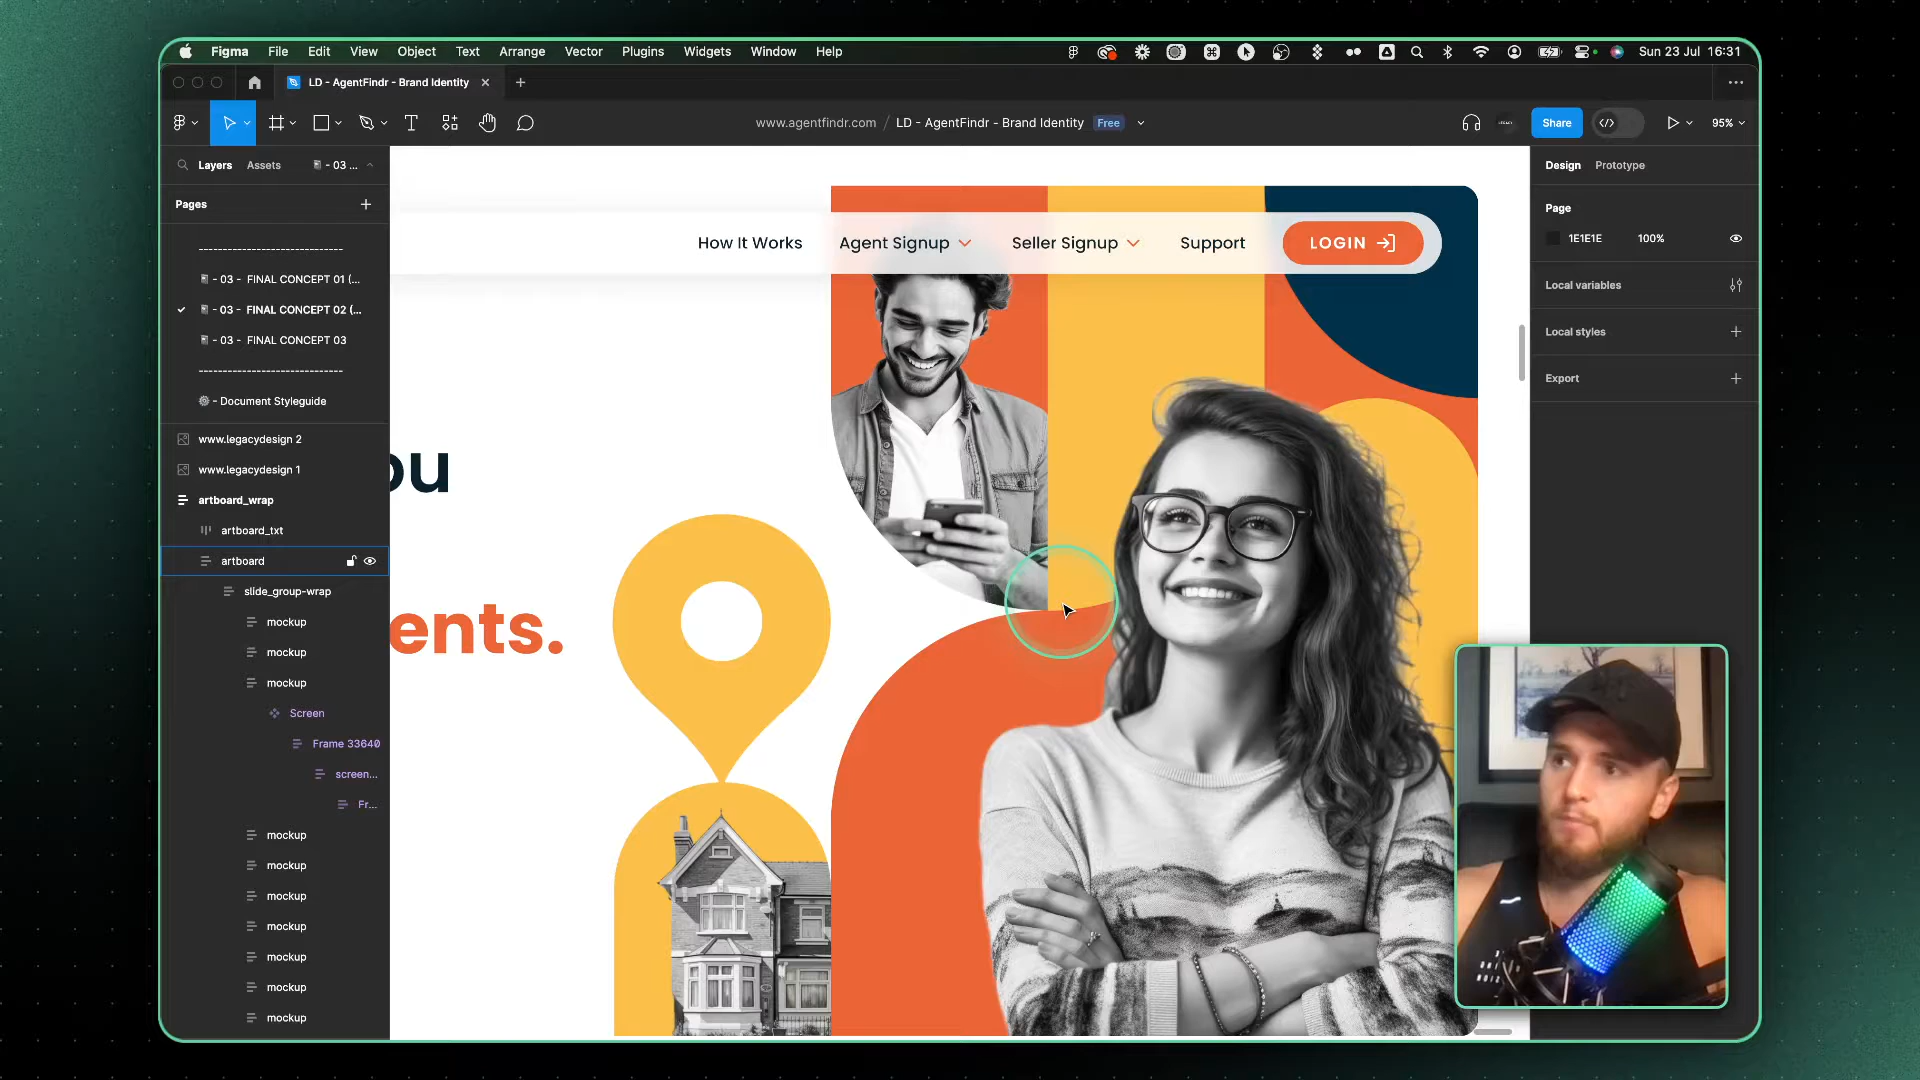 Figma File Edit View Object Text Arrange Vector Plugins Widgets Window Help
Sun 23 Jul 16:31
LD - AgentFindr - Brand Identity
www.agentfindr.com / LD - AgentFindr - Brand Identity Free
Share
95%
Layers Assets - 03 ...
Pages
------------------------------
- 03 - FINAL CONCEPT 01 (...
- 03 - FINAL CONCEPT 02 (...
- 03 - FINAL CONCEPT 03
------------------------------
- Document Styleguide
www.legacydesign 2
www.legacydesign 1
artboard_wrap
artboard_txt
artboard
slide_group-wrap
mockup
mockup
mockup
Screen
Frame 33640
screen...
Fr...
mockup
mockup
mockup
mockup
mockup
mockup
mockup
How It Works Agent Signup Seller Signup Support LOGIN
ou
ents.
Design Prototype
Page
1E1E1E 100%
Local variables
Local styles
Export